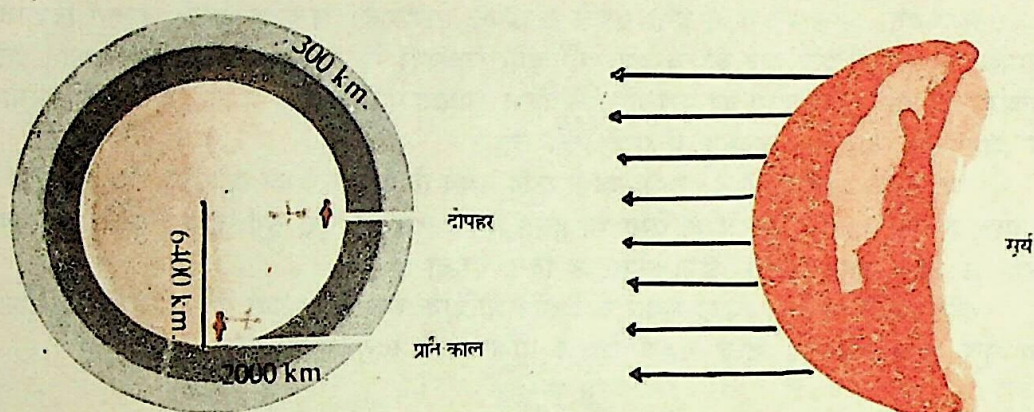 300 km.
दोपहर
6400 km.
सूर्य
प्रातः काल
2000 km